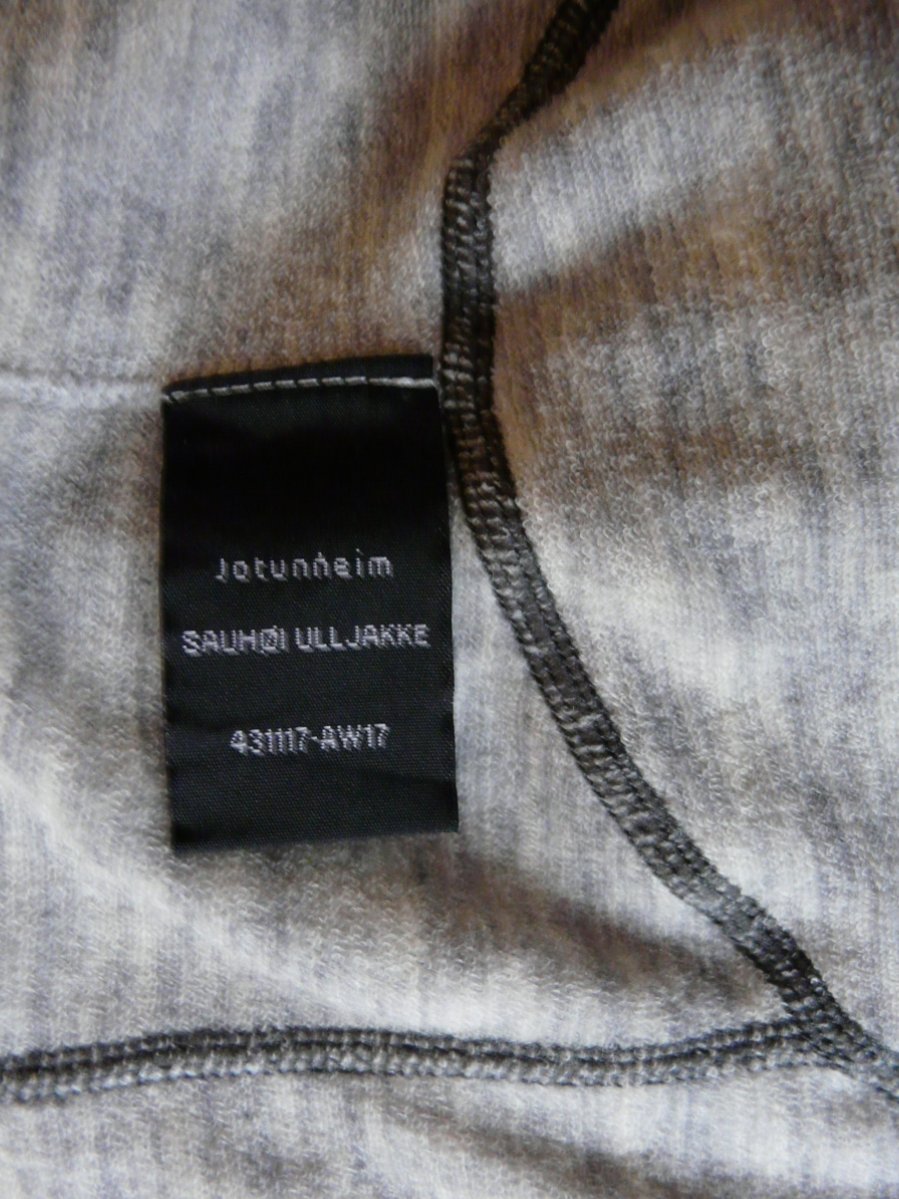 Jotunheim
SAUHØI ULLJAKKE
431117-AW17